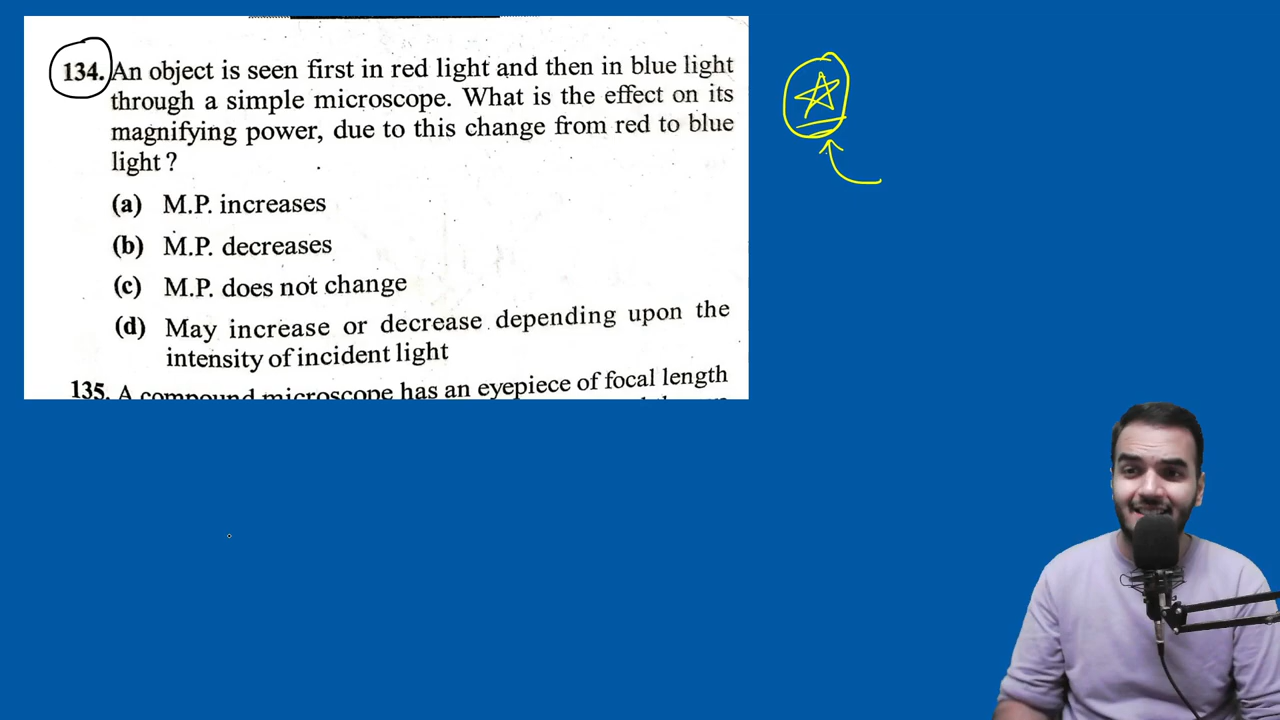 134. An object is seen first in red light and then in blue light
through a simple microscope. What is the effect on its
magnifying power, due to this change from red to blue
light ?
(a) M.P. increases
(b) M.P. decreases
(c) M.P. does not change
(d) May increase or decrease depending upon the
intensity of incident light
135. A compound microscope has an eyepiece of focal length